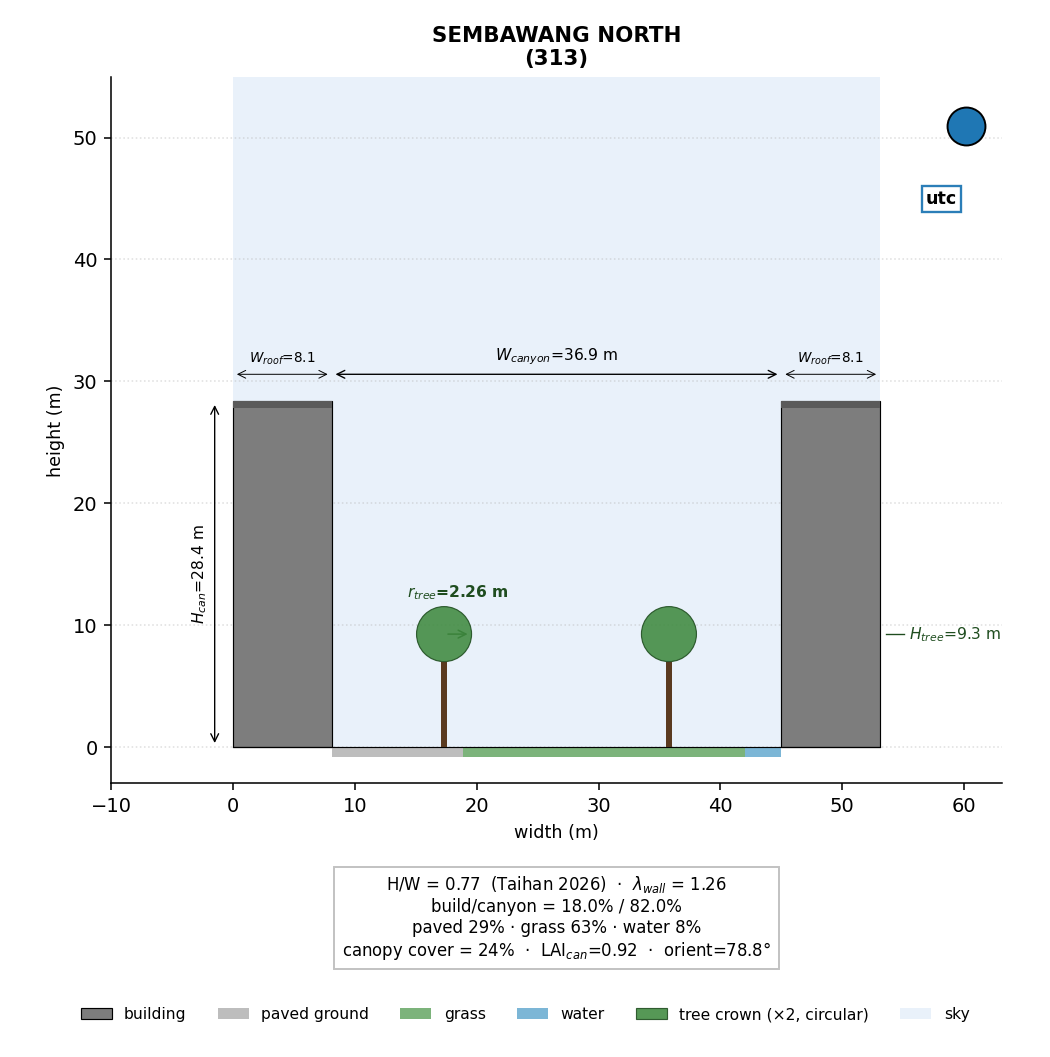 SEMBAWANG NORTH
(313)
50
utc
40
W_roof=8.1
W_canyon=36.9 m
W_roof=8.1
30
height (m)
H_can=28.4 m
20
r_tree=2.26 m
10
H_tree=9.3 m
0
−10 0 10 20 30 40 50 60
width (m)
H/W = 0.77 (Taihan 2026) · λ_wall = 1.26
build/canyon = 18.0% / 82.0%
paved 29% · grass 63% · water 8%
canopy cover = 24% · LAI_can=0.92 · orient=78.8°
building paved ground grass water tree crown (×2, circular) sky